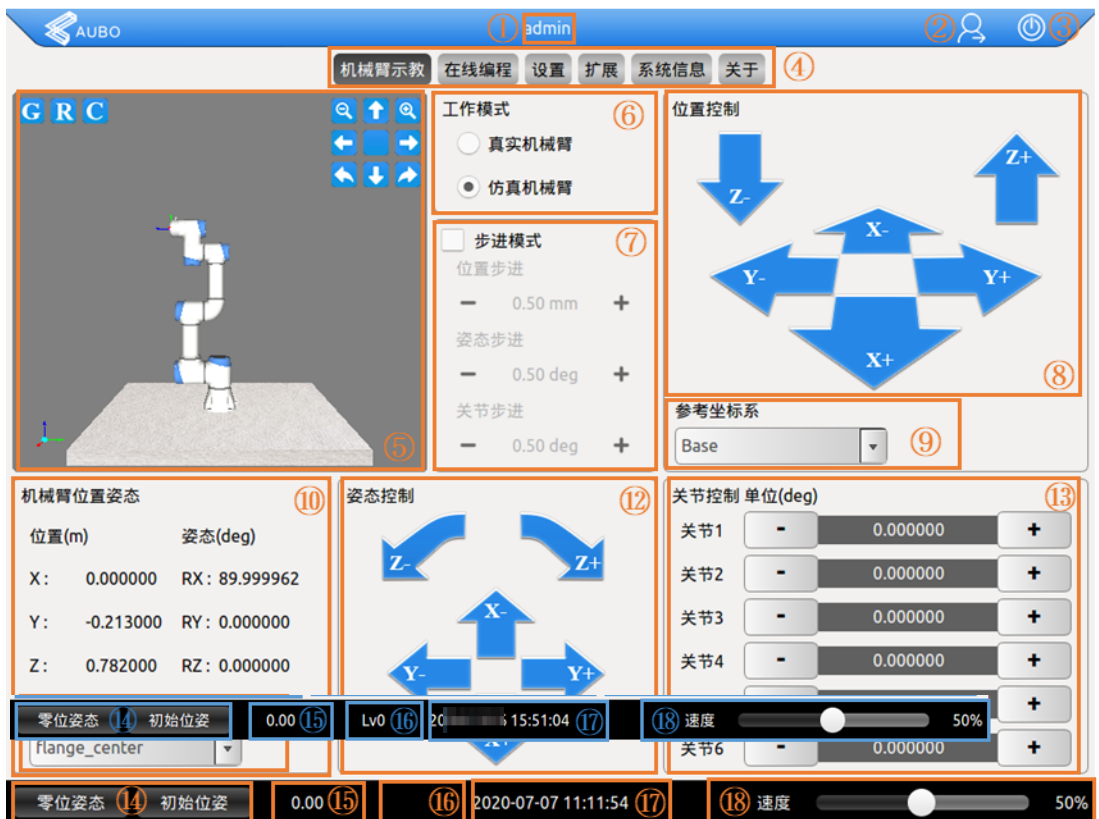 AUBO
① admin ② ③
机械臂示教 在线编程 设置 扩展 系统信息 关于 ④
G R C
⑤
工作模式 ⑥
真实机械臂
仿真机械臂
步进模式 ⑦
位置步进
− 0.50 mm +
姿态步进
− 0.50 deg +
关节步进
− 0.50 deg +
位置控制
Z-
Z+
X-
Y-
Y+
X+
⑧
参考坐标系
Base ⑨
机械臂位置姿态 ⑩
位置(m) 姿态(deg)
X: 0.000000 RX: 89.999962
Y: -0.213000 RY: 0.000000
Z: 0.782000 RZ: 0.000000
flange_center
姿态控制 ⑫
Z-
Z+
X-
Y-
Y+
X+
关节控制 单位(deg) ⑬
关节1 - 0.000000 +
关节2 - 0.000000 +
关节3 - 0.000000 +
关节4 - 0.000000 +
+
关节6 - 0.000000 +
零位姿态 ⑭ 初始位姿 0.00 ⑮ Lv0 ⑯ 15:51:04 ⑰ ⑱ 速度 50%
零位姿态 ⑭ 初始位姿 0.00 ⑮ ⑯ 2020-07-07 11:11:54 ⑰ ⑱ 速度 50%